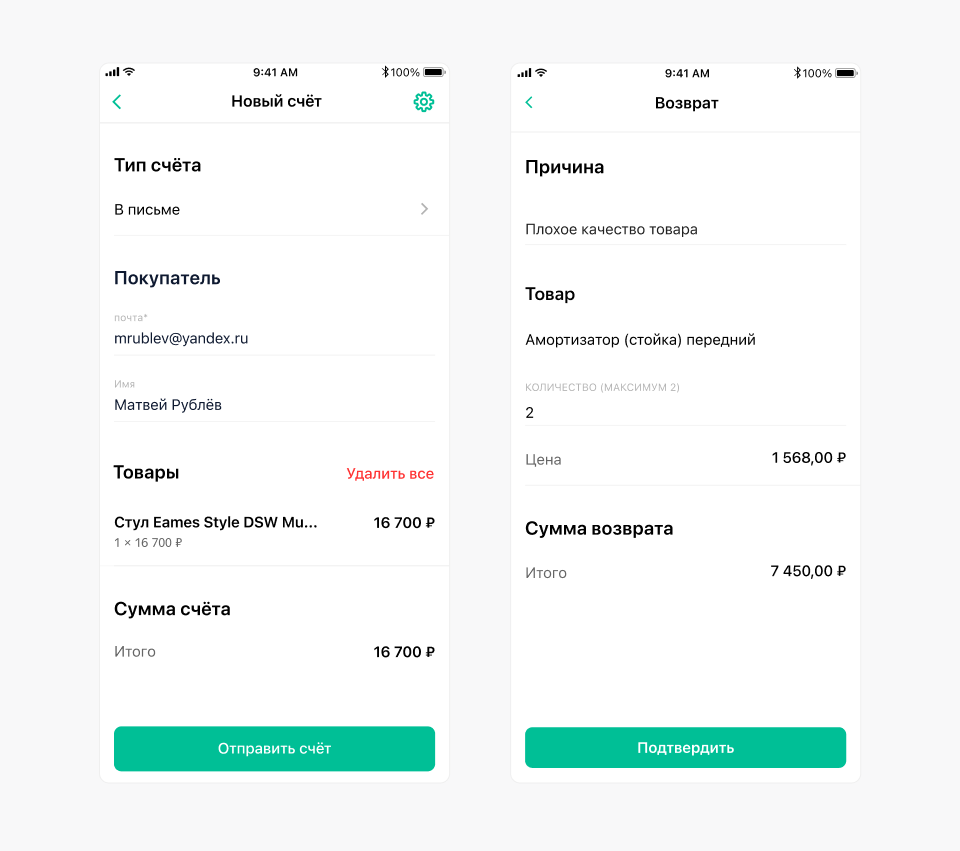 9:41 AM
100%
Новый счёт
Тип счёта
В письме
Покупатель
почта*
mrublev@yandex.ru
Имя
Матвей Рублёв
Товары
Удалить все
Стул Eames Style DSW Mu...
16 700 ₽
1 × 16 700 ₽
Сумма счёта
Итого
16 700 ₽
Отправить счёт
9:41 AM
100%
Возврат
Причина
Плохое качество товара
Товар
Амортизатор (стойка) передний
КОЛИЧЕСТВО (МАКСИМУМ 2)
2
Цена
1 568,00 ₽
Сумма возврата
Итого
7 450,00 ₽
Подтвердить